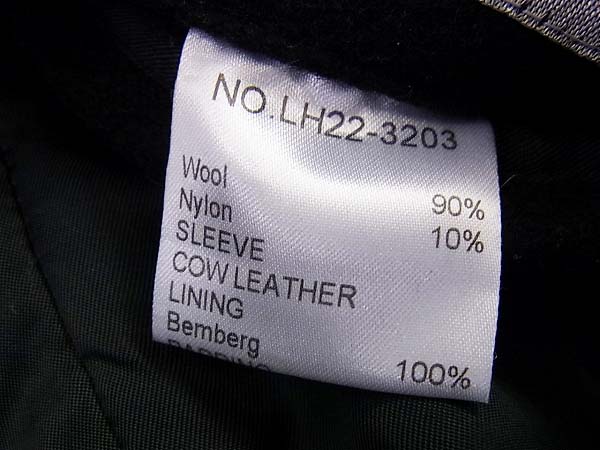 NO.LH22-3203
Wool 90%
Nylon 10%
SLEEVE
COW LEATHER
LINING
Bemberg 100%